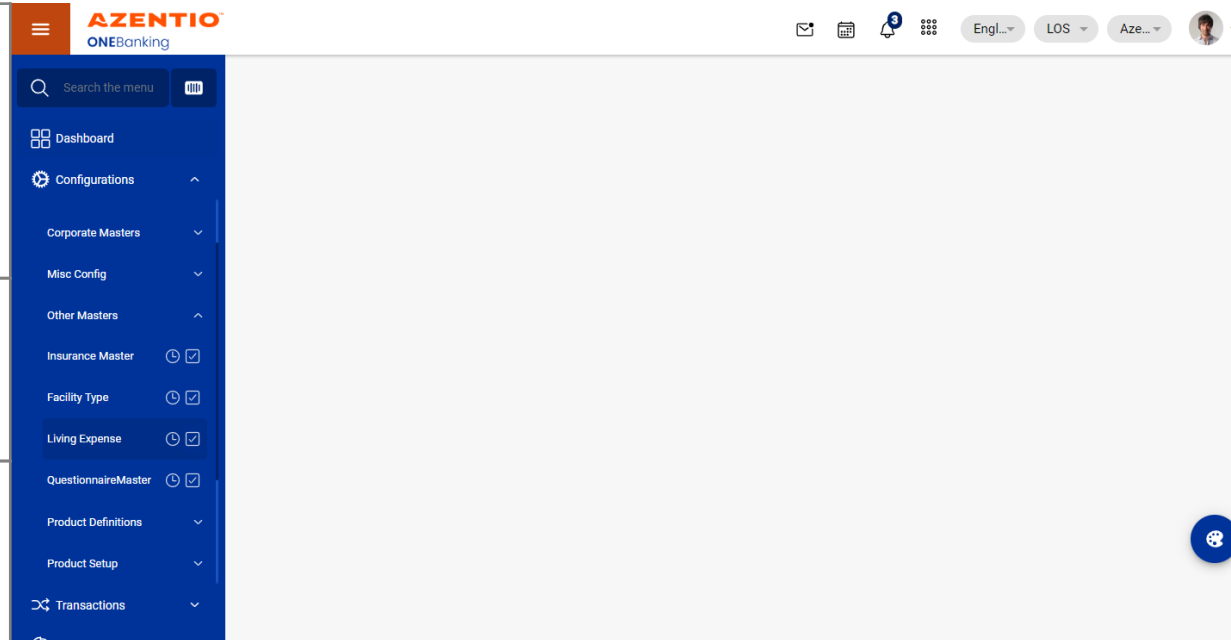 AZENTIO
ONEBanking
3
Engl...
LOS
Aze...
Search the menu
Dashboard
Configurations
Corporate Masters
Misc Config
Other Masters
Insurance Master
Facility Type
Living Expense
QuestionnaireMaster
Product Definitions
Product Setup
Transactions